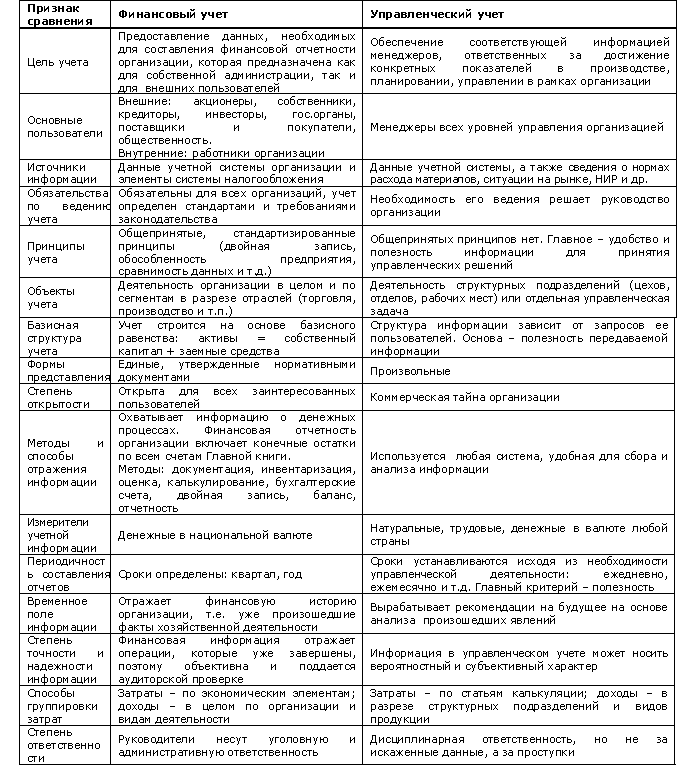 Признак сравнения | Финансовый учет | Управленческий учет
Цель учета | Предоставление данных, необходимых для составления финансовой отчетности организации, которая предназначена как для собственной администрации, так и для внешних пользователей | Обеспечение соответствующей информацией менеджеров, ответственных за достижение конкретных показателей в производстве, планировании, управлении в рамках организации
Основные пользователи | Внешние: акционеры, собственники, кредиторы, инвесторы, гос.органы, поставщики и покупатели, общественность. Внутренние: работники организации | Менеджеры всех уровней управления организацией
Источники информации | Данные учетной системы организации и элементы системы налогообложения | Данные учетной системы, а также сведения о нормах расхода материалов, ситуации на рынке, НИР и др.
Обязательства по ведению учета | Обязательны для всех организаций, учет определен стандартами и требованиями законодательства | Необходимость его ведения решает руководство организации
Принципы учета | Общепринятые, стандартизированные принципы (двойная запись, обособленность предприятия, сравнимость данных и т.д.) | Общепринятых принципов нет. Главное – удобство и полезность информации для принятия управленческих решений
Объекты учета | Деятельность организации в целом и по сегментам в разрезе отраслей (торговля, производство и т.п.) | Деятельность структурных подразделений (цехов, отделов, рабочих мест) или отдельная управленческая задача
Базисная структура учета | Учет строится на основе базисного равенства: активы = собственный капитал + заемные средства | Структура информации зависит от запросов ее пользователей. Основа – полезность передаваемой информации
Формы представления | Единые, утвержденные нормативными документами | Произвольные
Степень открытости | Открыта для всех заинтересованных пользователей | Коммерческая тайна организации
Методы и способы отражения информации | Охватывает информацию о денежных процессах. Финансовая отчетность организации включает конечные остатки по всем счетам Главной книги. Методы: документация, инвентаризация, оценка, калькулирование, бухгалтерские счета, двойная запись, баланс, отчетность | Используется любая система, удобная для сбора и анализа информации
Измерители учетной информации | Денежные в национальной валюте | Натуральные, трудовые, денежные в валюте любой страны
Периодичность составления отчетов | Сроки определены: квартал, год | Сроки устанавливаются исходя из необходимости управленческой деятельности: ежедневно, ежемесячно и т.д. Главный критерий – полезность
Временное поле информации | Отражает финансовую историю организации, т.е. уже произошедшие факты хозяйственной деятельности | Вырабатывает рекомендации на будущее на основе анализа произошедших явлений
Степень точности и надежности информации | Финансовая информация отражает операции, которые уже завершены, поэтому объективна и поддается аудиторской проверке | Информация в управленческом учете может носить вероятностный и субъективный характер
Способы группировки затрат | Затраты – по экономическим элементам; доходы – в целом по организации и видам деятельности | Затраты – по статьям калькуляции; доходы – в разрезе структурных подразделений и видов продукции
Степень ответственности | Руководители несут уголовную и административную ответственность | Дисциплинарная ответственность, но не за искаженные данные, а за проступки